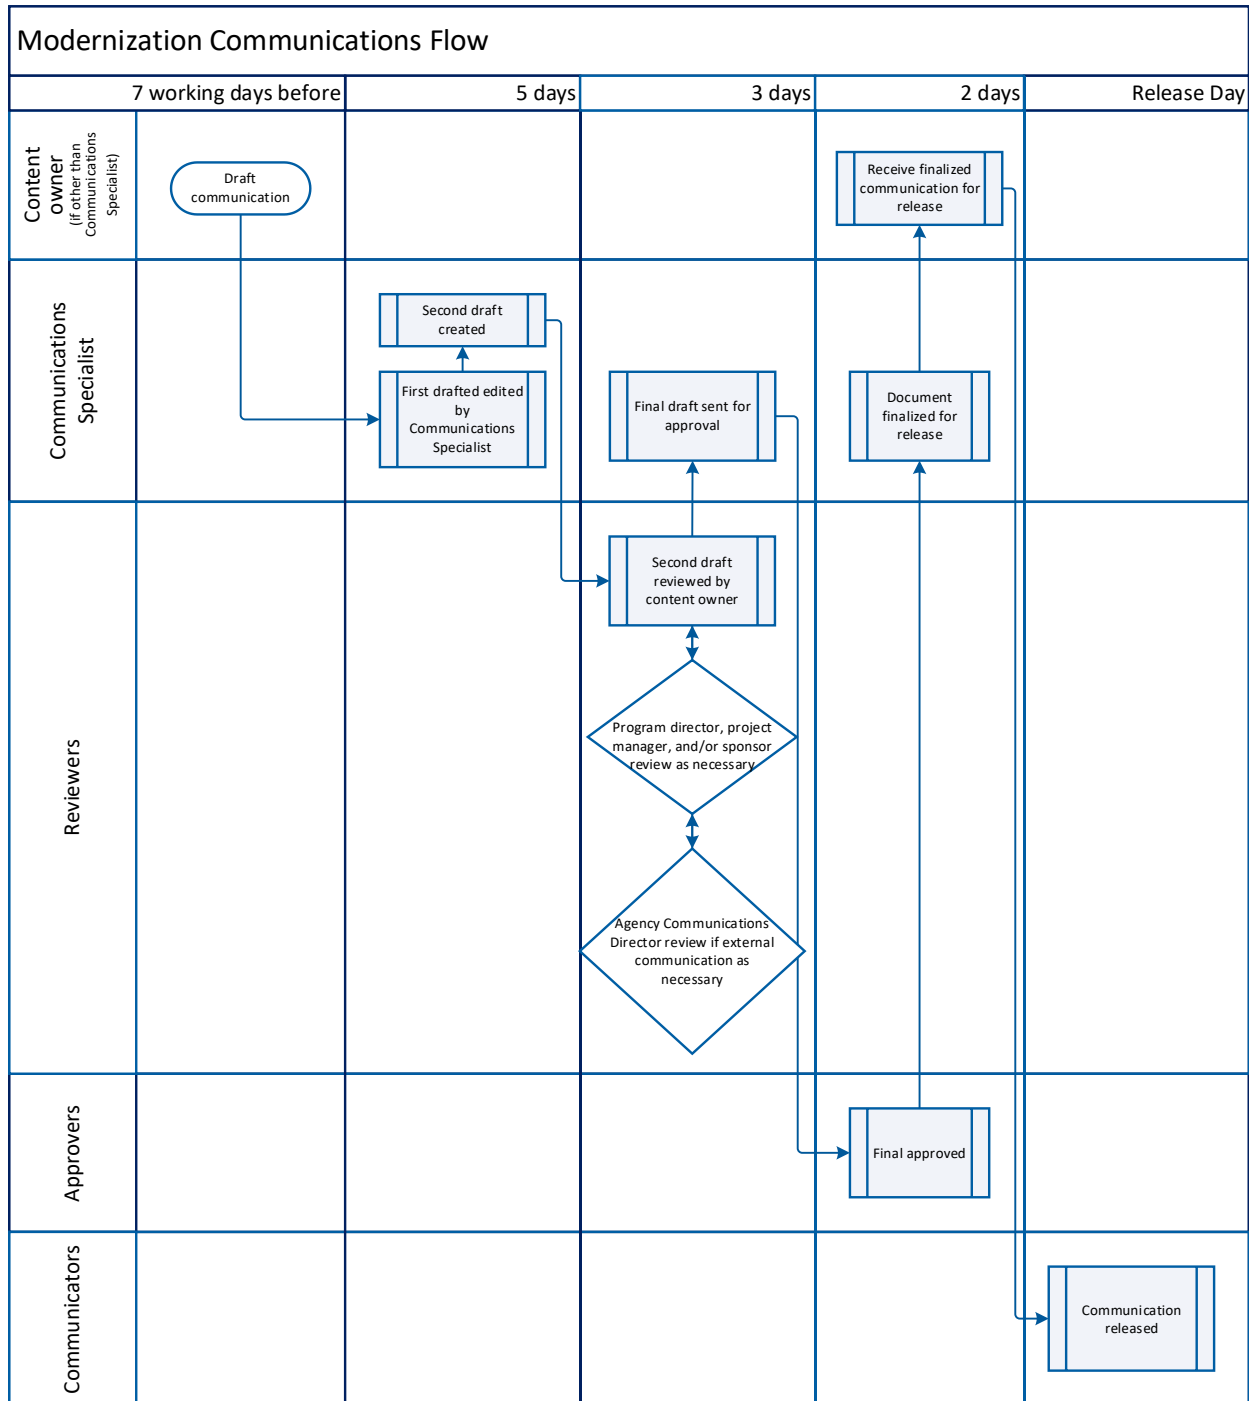 Modernization Communications Flow
7 working days before
5 days
3 days
2 days
Release Day
Content
owner
(if other than
Communications
Specialist)
Draft
communication
Receive finalized
communication for
release
Communications
Specialist
Second draft
created
First drafted edited
by
Communications
Specialist
Final draft sent for
approval
Document
finalized for
release
Reviewers
Second draft
reviewed by
content owner
Program director, project
manager, and/or sponsor
review as necessary
Agency Communications
Director review if external
communication as
necessary
Approvers
Final approved
Communicators
Communication
released